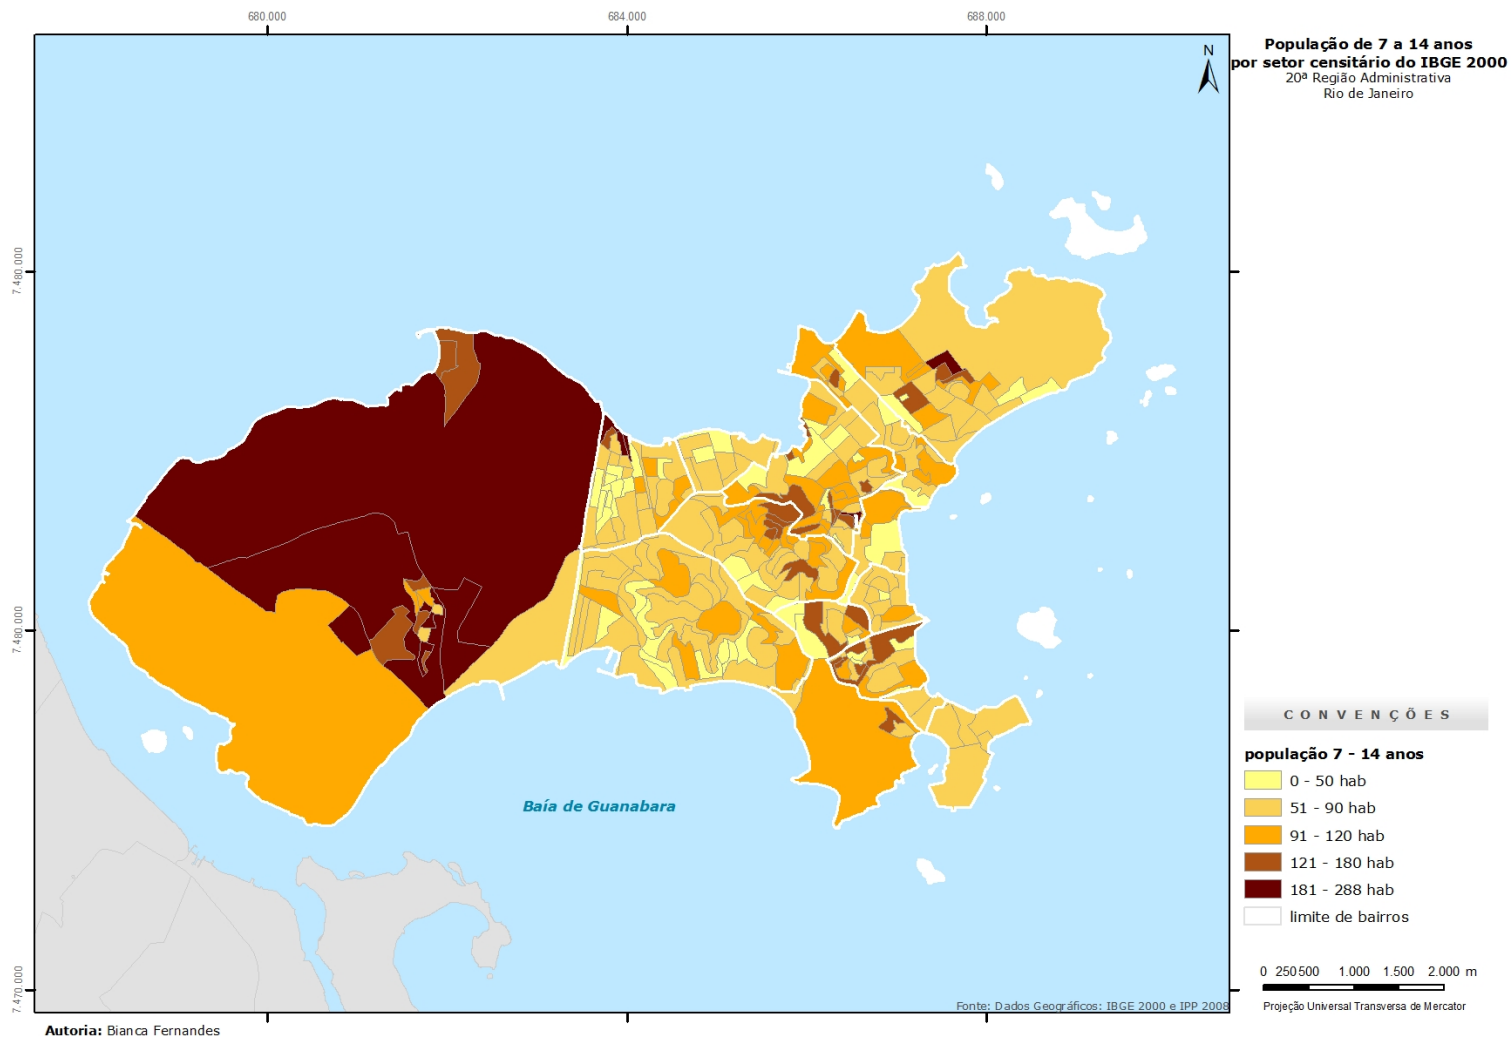 680.000
684.000
688.000
População de 7 a 14 anos
por setor censitário do IBGE 2000
20ª Região Administrativa
Rio de Janeiro
N
7.480.000
7.480.000
7.470.000
Baía de Guanabara
CONVENÇÕES
população 7 - 14 anos
0 - 50 hab
51 - 90 hab
91 - 120 hab
121 - 180 hab
181 - 288 hab
limite de bairros
0 250 500 1.000 1.500 2.000 m
Projeção Universal Transversa de Mercator
Fonte: Dados Geográficos: IBGE 2000 e IPP 2008
Autoria: Bianca Fernandes